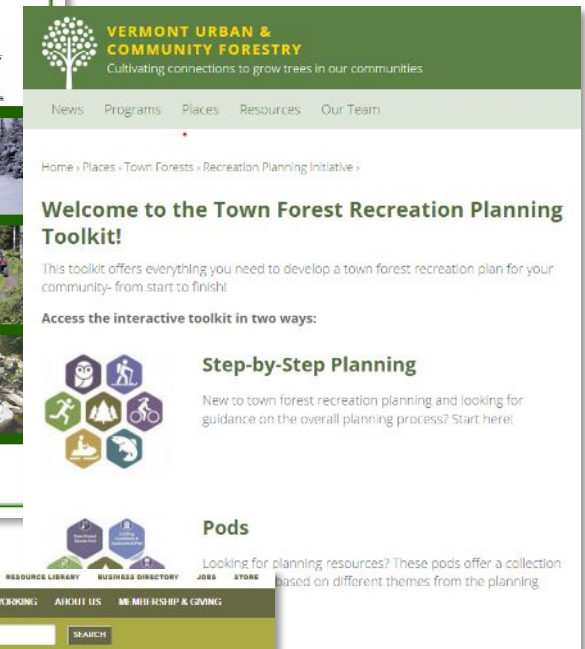 VERMONT URBAN &
COMMUNITY FORESTRY
Cultivating connections to grow trees in our communities
News Programs Places Resources Our Team
Home › Places › Town Forests › Recreation Planning Initiative ›
Welcome to the Town Forest Recreation Planning
Toolkit!
This toolkit offers everything you need to develop a town forest recreation plan for your
community- from start to finish!
Access the interactive toolkit in two ways:
Step-by-Step Planning
New to town forest recreation planning and looking for
guidance on the overall planning process? Start here!
Pods
Looking for planning resources? These pods offer a collection
based on different themes from the planning
RESOURCE LIBRARY BUSINESS DIRECTORY JOBS STORE
ABOUT US MEMBERSHIP & GIVING
SEARCH